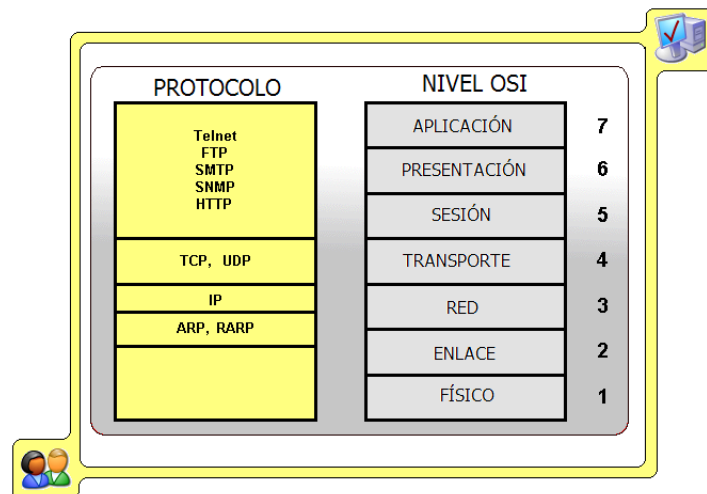 PROTOCOLO
Telnet
FTP
SMTP
SNMP
HTTP
TCP, UDP
IP
ARP, RARP
NIVEL OSI
APLICACIÓN 7
PRESENTACIÓN 6
SESIÓN 5
TRANSPORTE 4
RED 3
ENLACE 2
FÍSICO 1